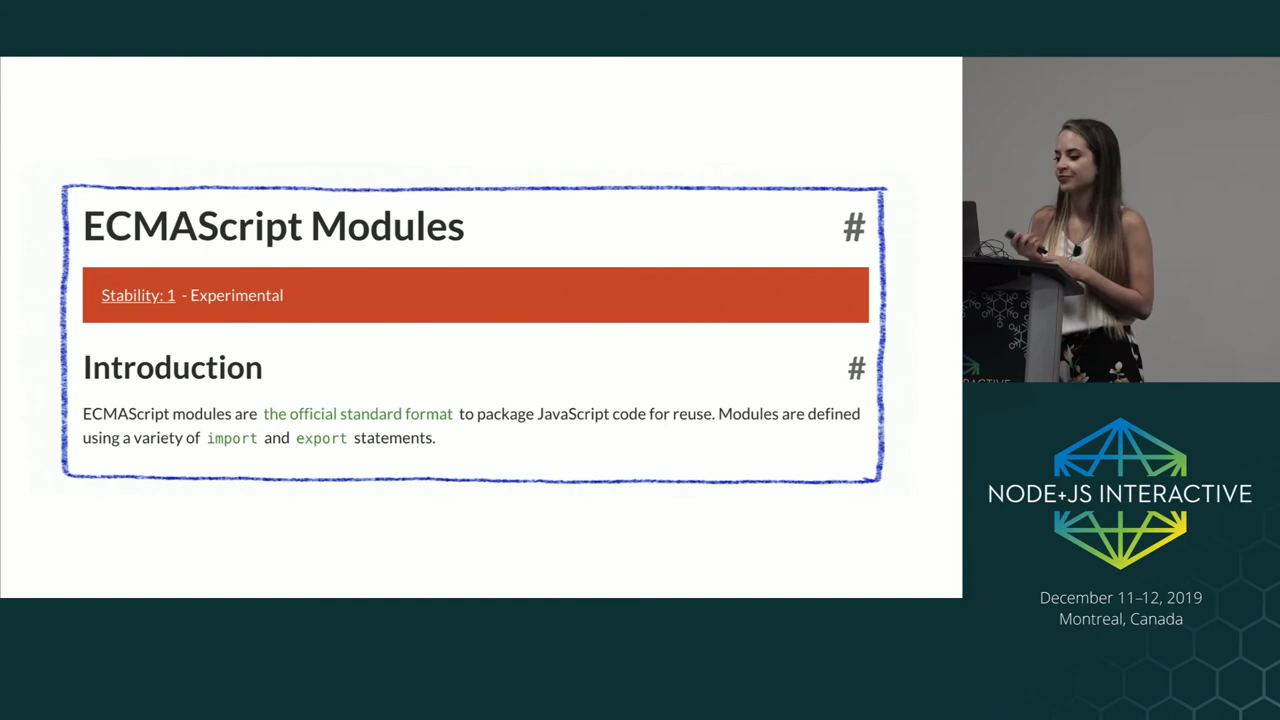 ECMAScript Modules #
Stability: 1 - Experimental
Introduction #
ECMAScript modules are the official standard format to package JavaScript code for reuse. Modules are defined
using a variety of import and export statements.
NODE+JS INTERACTIVE
December 11–12, 2019
Montreal, Canada
INTERACTIVE